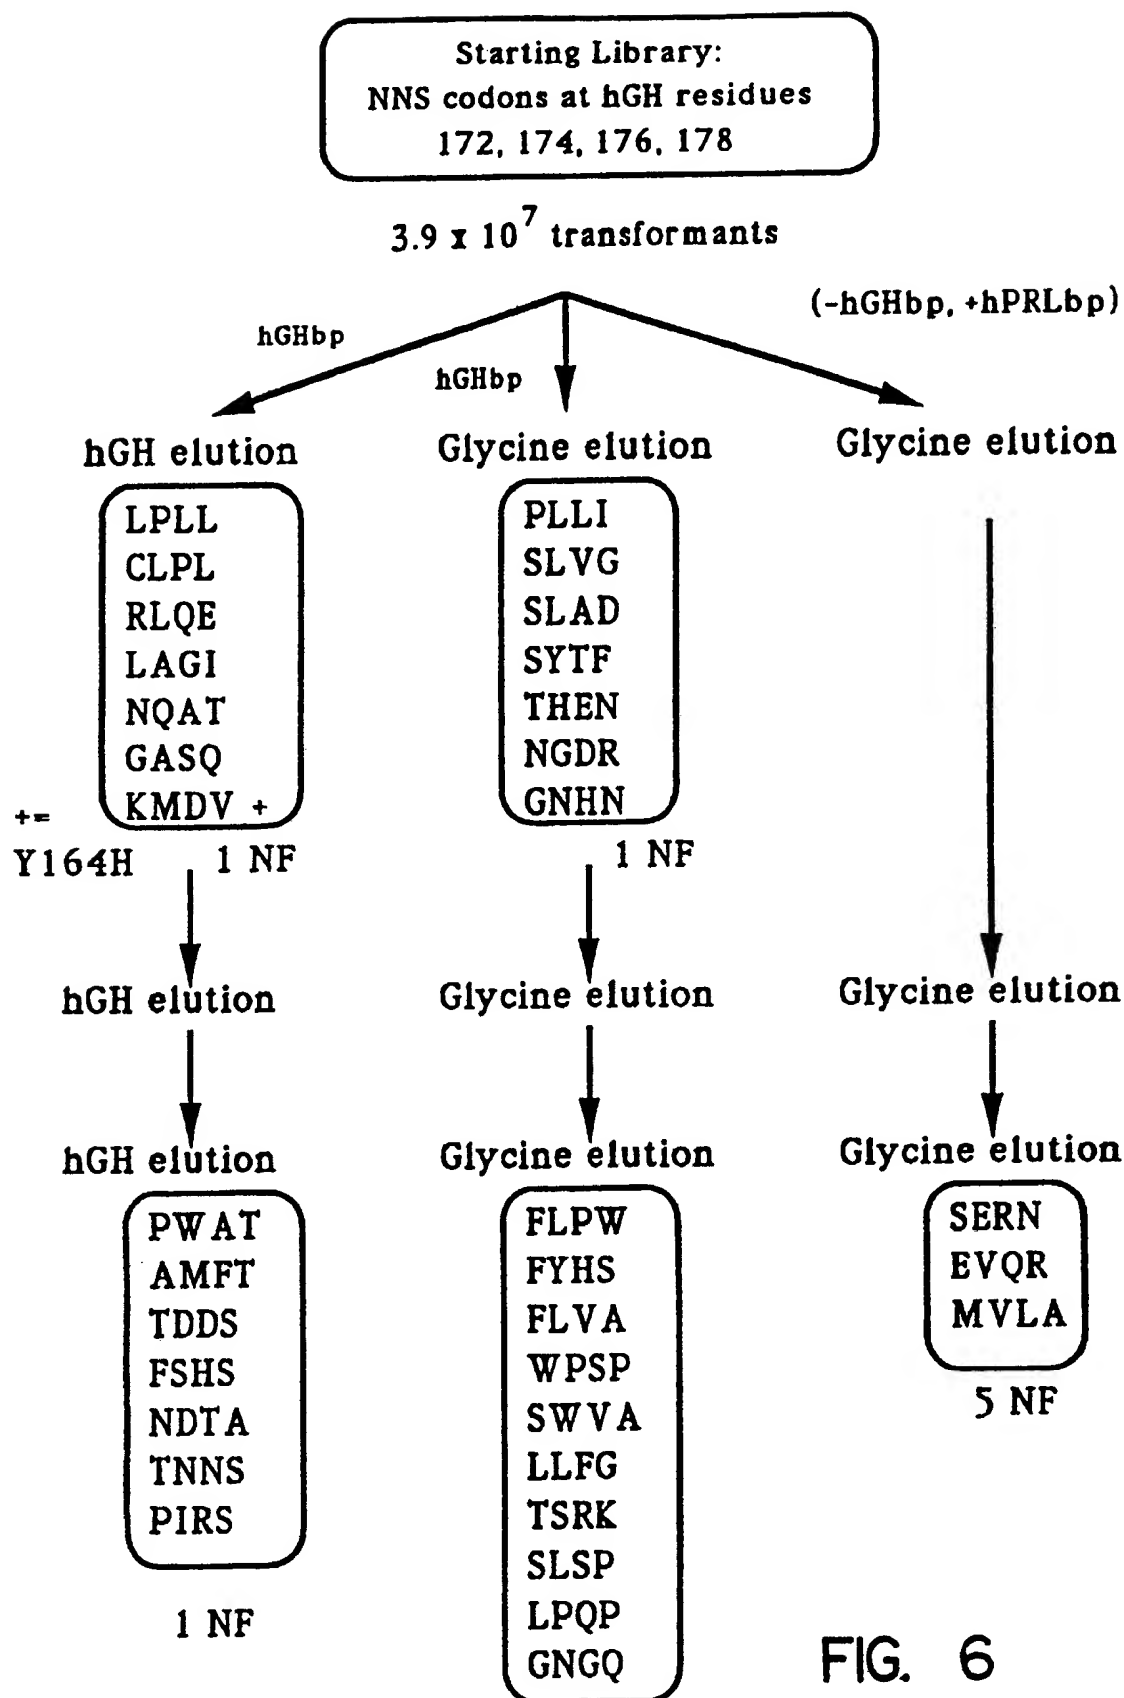 Starting Library:
NNS codons at hGH residues
172, 174, 176, 178
3.9 x 10^7 transformants
(-hGHbp, +hPRLbp)
hGHbp
hGHbp
hGH elution
LPLL
CLPL
RLQE
LAGI
NQAT
GASQ
KMDV +
+=
Y164H
1 NF
hGH elution
hGH elution
PWAT
AMFT
TDDS
FSHS
NDTA
TNNS
PIRS
1 NF
Glycine elution
PLLI
SLVG
SLAD
SYTF
THEN
NGDR
GNHN
1 NF
Glycine elution
Glycine elution
FLPW
FYHS
FLVA
WPSP
SWVA
LLFG
TSRK
SLSP
LPQP
GNGQ
Glycine elution
Glycine elution
Glycine elution
SERN
EVQR
MVLA
5 NF
FIG. 6